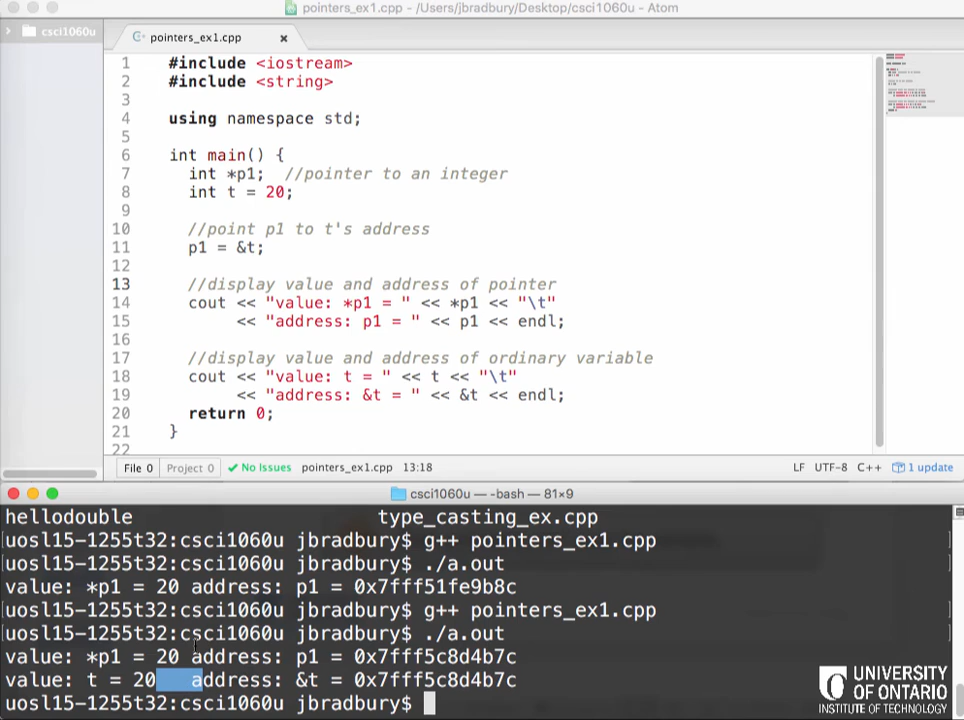 pointers_ex1.cpp - /Users/jbradbury/Desktop/csci1060u - Atom
csci1060u
pointers_ex1.cpp
1 #include <iostream>
2 #include <string>
3
4 using namespace std;
5
6 int main() {
7 int *p1; //pointer to an integer
8 int t = 20;
9
10 //point p1 to t's address
11 p1 = &t;
12
13 //display value and address of pointer
14 cout << "value: *p1 = " << *p1 << "\t"
15 << "address: p1 = " << p1 << endl;
16
17 //display value and address of ordinary variable
18 cout << "value: t = " << t << "\t"
19 << "address: &t = " << &t << endl;
20 return 0;
21 }
22
File 0 Project 0 No Issues pointers_ex1.cpp 13:18 LF UTF-8 C++ 1 update
csci1060u — -bash — 81×9
hellodouble type_casting_ex.cpp
[uosl15-1255t32:csci1060u jbradbury$ g++ pointers_ex1.cpp ]
[uosl15-1255t32:csci1060u jbradbury$ ./a.out ]
value: *p1 = 20 address: p1 = 0x7fff51fe9b8c
[uosl15-1255t32:csci1060u jbradbury$ g++ pointers_ex1.cpp ]
[uosl15-1255t32:csci1060u jbradbury$ ./a.out ]
value: *p1 = 20 address: p1 = 0x7fff5c8d4b7c
value: t = 20 address: &t = 0x7fff5c8d4b7c
uosl15-1255t32:csci1060u jbradbury$
UNIVERSITY
OF ONTARIO
INSTITUTE OF TECHNOLOGY